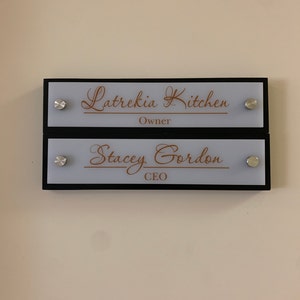 Latrekia Kitchen
Owner
Stacey Gordon
CEO